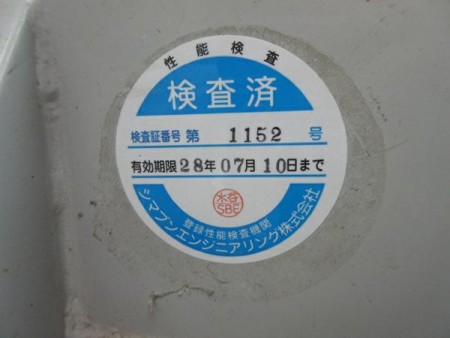 性能検査
検査済
検査証番号 第 1152 号
有効期限 28年 07月 10日まで
登録性能検査機関
シマブンエンジニアリング株式会社